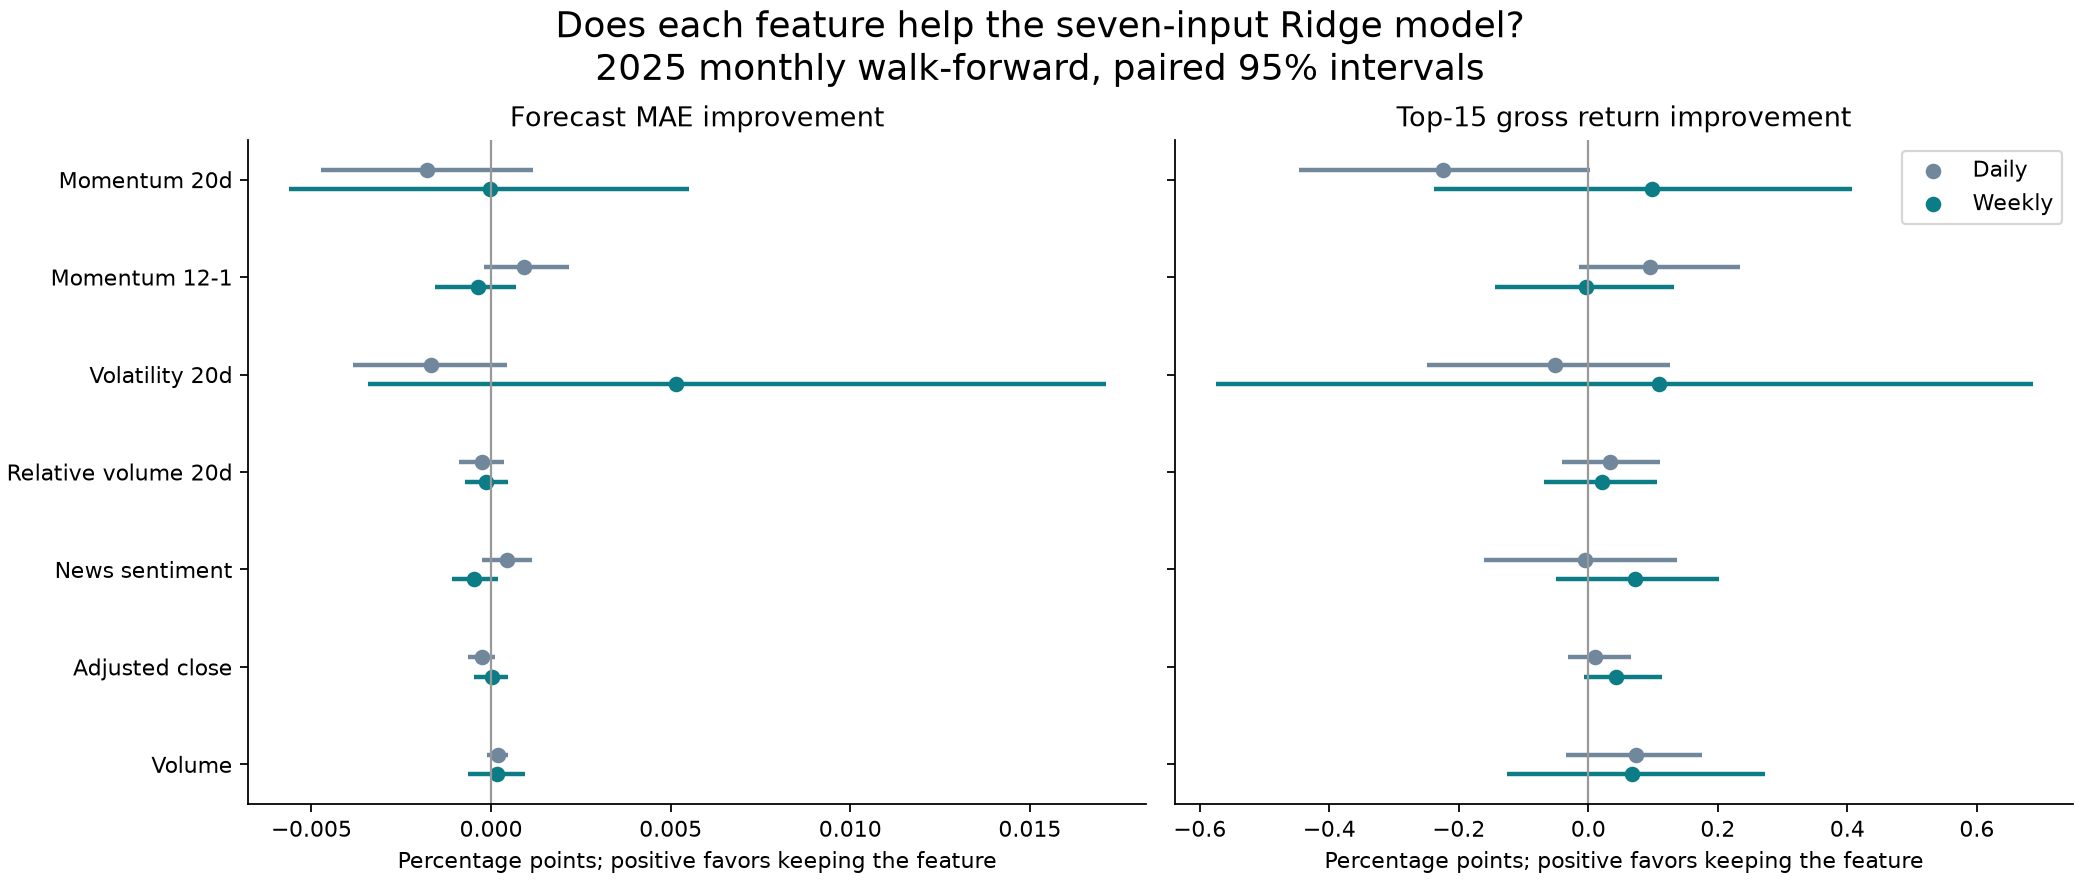 Does each feature help the seven-input Ridge model?
2025 monthly walk-forward, paired 95% intervals
Forecast MAE improvement
Momentum 20d
Momentum 12-1
Volatility 20d
Relative volume 20d
News sentiment
Adjusted close
Volume
−0.005 0.000 0.005 0.010 0.015
Percentage points; positive favors keeping the feature
Top-15 gross return improvement
Daily
Weekly
−0.6 −0.4 −0.2 0.0 0.2 0.4 0.6
Percentage points; positive favors keeping the feature